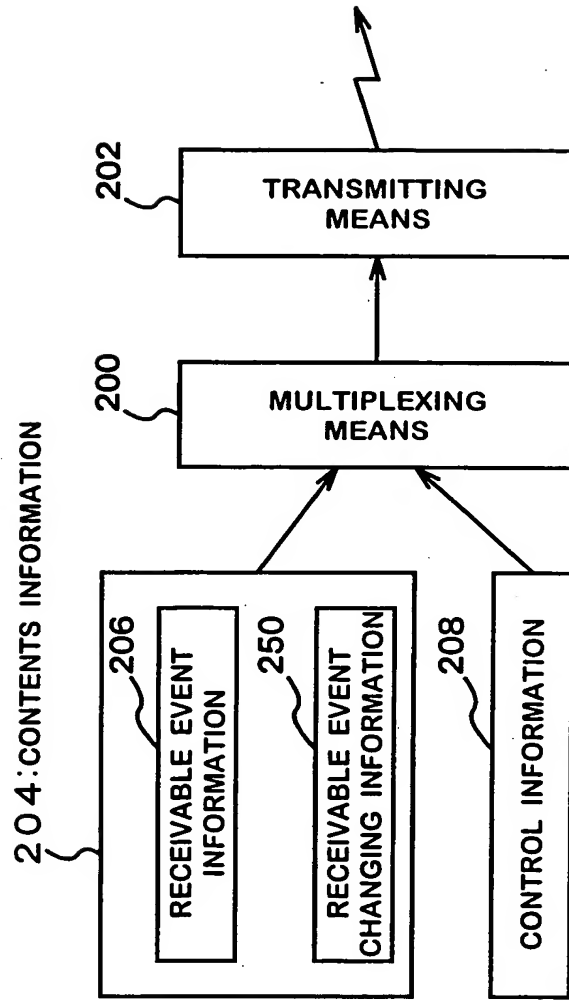 204:CONTENTS INFORMATION
206
RECEIVABLE EVENT
INFORMATION
250
RECEIVABLE EVENT
CHANGING INFORMATION
208
CONTROL INFORMATION
200
MULTIPLEXING
MEANS
202
TRANSMITTING
MEANS